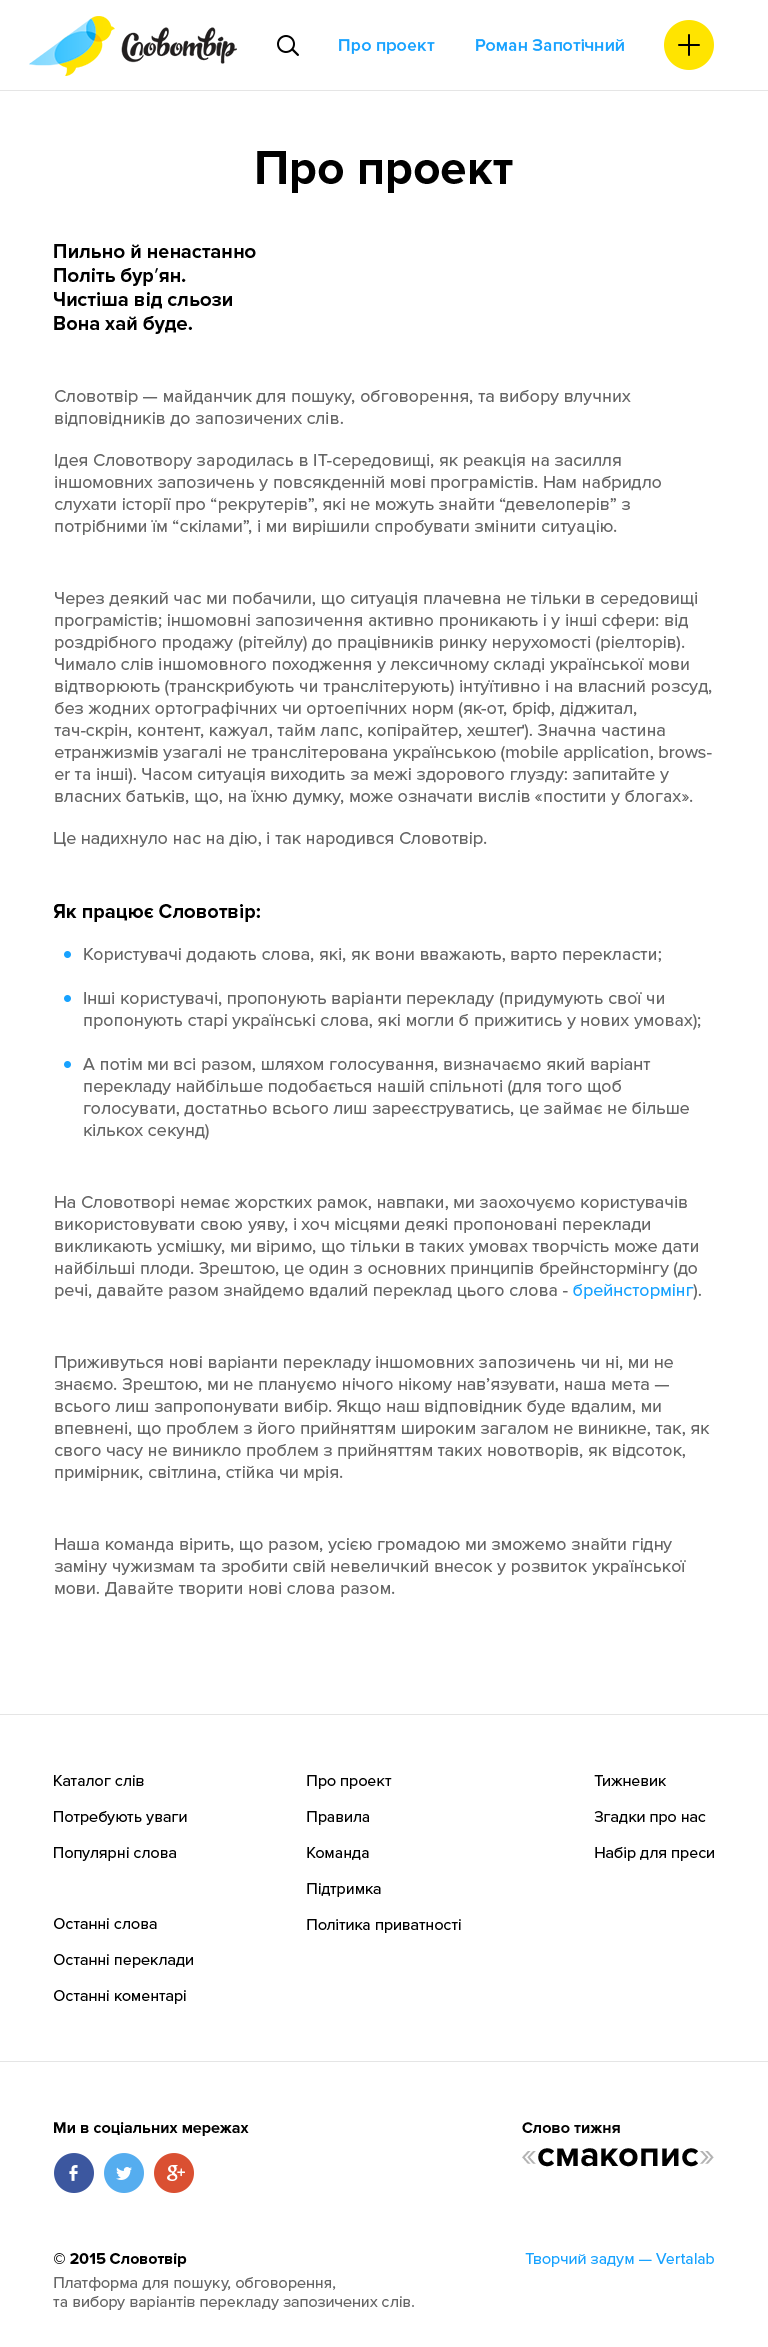 Словотвір
Про проект
Роман Запотічний
Про проект
Пильно й ненастанно
Політь бур′ян.
Чистіша від сльози
Вона хай буде.
Словотвір — майданчик для пошуку, обговорення, та вибору влучних
відповідників до запозичених слів.
Ідея Словотвору зародилась в ІТ-середовищі, як реакція на засилля
іншомовних запозичень у повсякденній мові програмістів. Нам набридло
слухати історії про “рекрутерів”, які не можуть знайти “девелоперів” з
потрібними їм “скілами”, і ми вирішили спробувати змінити ситуацію.
Через деякий час ми побачили, що ситуація плачевна не тільки в середовищі
програмістів; іншомовні запозичення активно проникають і у інші сфери: від
роздрібного продажу (рітейлу) до працівників ринку нерухомості (ріелторів).
Чимало слів іншомовного походження у лексичному складі української мови
відтворюють (транскрибують чи транслітерують) інтуїтивно і на власний розсуд,
без жодних ортографічних чи ортоепічних норм (як-от, бріф, діджитал,
тач-скрін, контент, кажуал, тайм лапс, копірайтер, хештеґ). Значна частина
етранжизмів узагалі не транслітерована українською (mobile application, brows-
er та інші). Часом ситуація виходить за межі здорового глузду: запитайте у
власних батьків, що, на їхню думку, може означати вислів «постити у блогах».
Це надихнуло нас на дію, і так народився Словотвір.
Як працює Словотвір:
Користувачі додають слова, які, як вони вважають, варто перекласти;
Інші користувачі, пропонують варіанти перекладу (придумують свої чи
пропонують старі українські слова, які могли б прижитись у нових умовах);
А потім ми всі разом, шляхом голосування, визначаємо який варіант
перекладу найбільше подобається нашій спільноті (для того щоб
голосувати, достатньо всього лиш зареєструватись, це займає не більше
кількох секунд)
На Словотворі немає жорстких рамок, навпаки, ми заохочуємо користувачів
використовувати свою уяву, і хоч місцями деякі пропоновані переклади
викликають усмішку, ми віримо, що тільки в таких умовах творчість може дати
найбільші плоди. Зрештою, це один з основних принципів брейнстормінгу (до
речі, давайте разом знайдемо вдалий переклад цього слова - брейнстормінг).
Приживуться нові варіанти перекладу іншомовних запозичень чи ні, ми не
знаємо. Зрештою, ми не плануємо нічого нікому нав’язувати, наша мета —
всього лиш запропонувати вибір. Якщо наш відповідник буде вдалим, ми
впевнені, що проблем з його прийняттям широким загалом не виникне, так, як
свого часу не виникло проблем з прийняттям таких новотворів, як відсоток,
примірник, світлина, стійка чи мрія.
Наша команда вірить, що разом, усією громадою ми зможемо знайти гідну
заміну чужизмам та зробити свій невеличкий внесок у розвиток української
мови. Давайте творити нові слова разом.
Каталог слів
Потребують уваги
Популярні слова
Останні слова
Останні переклади
Останні коментарі
Про проект
Правила
Команда
Підтримка
Політика приватності
Тижневик
Згадки про нас
Набір для преси
Ми в соціальних мережах
Слово тижня
«смакопис»
© 2015 Словотвір
Творчий задум — Vertalab
Платформа для пошуку, обговорення,
та вибору варіантів перекладу запозичених слів.